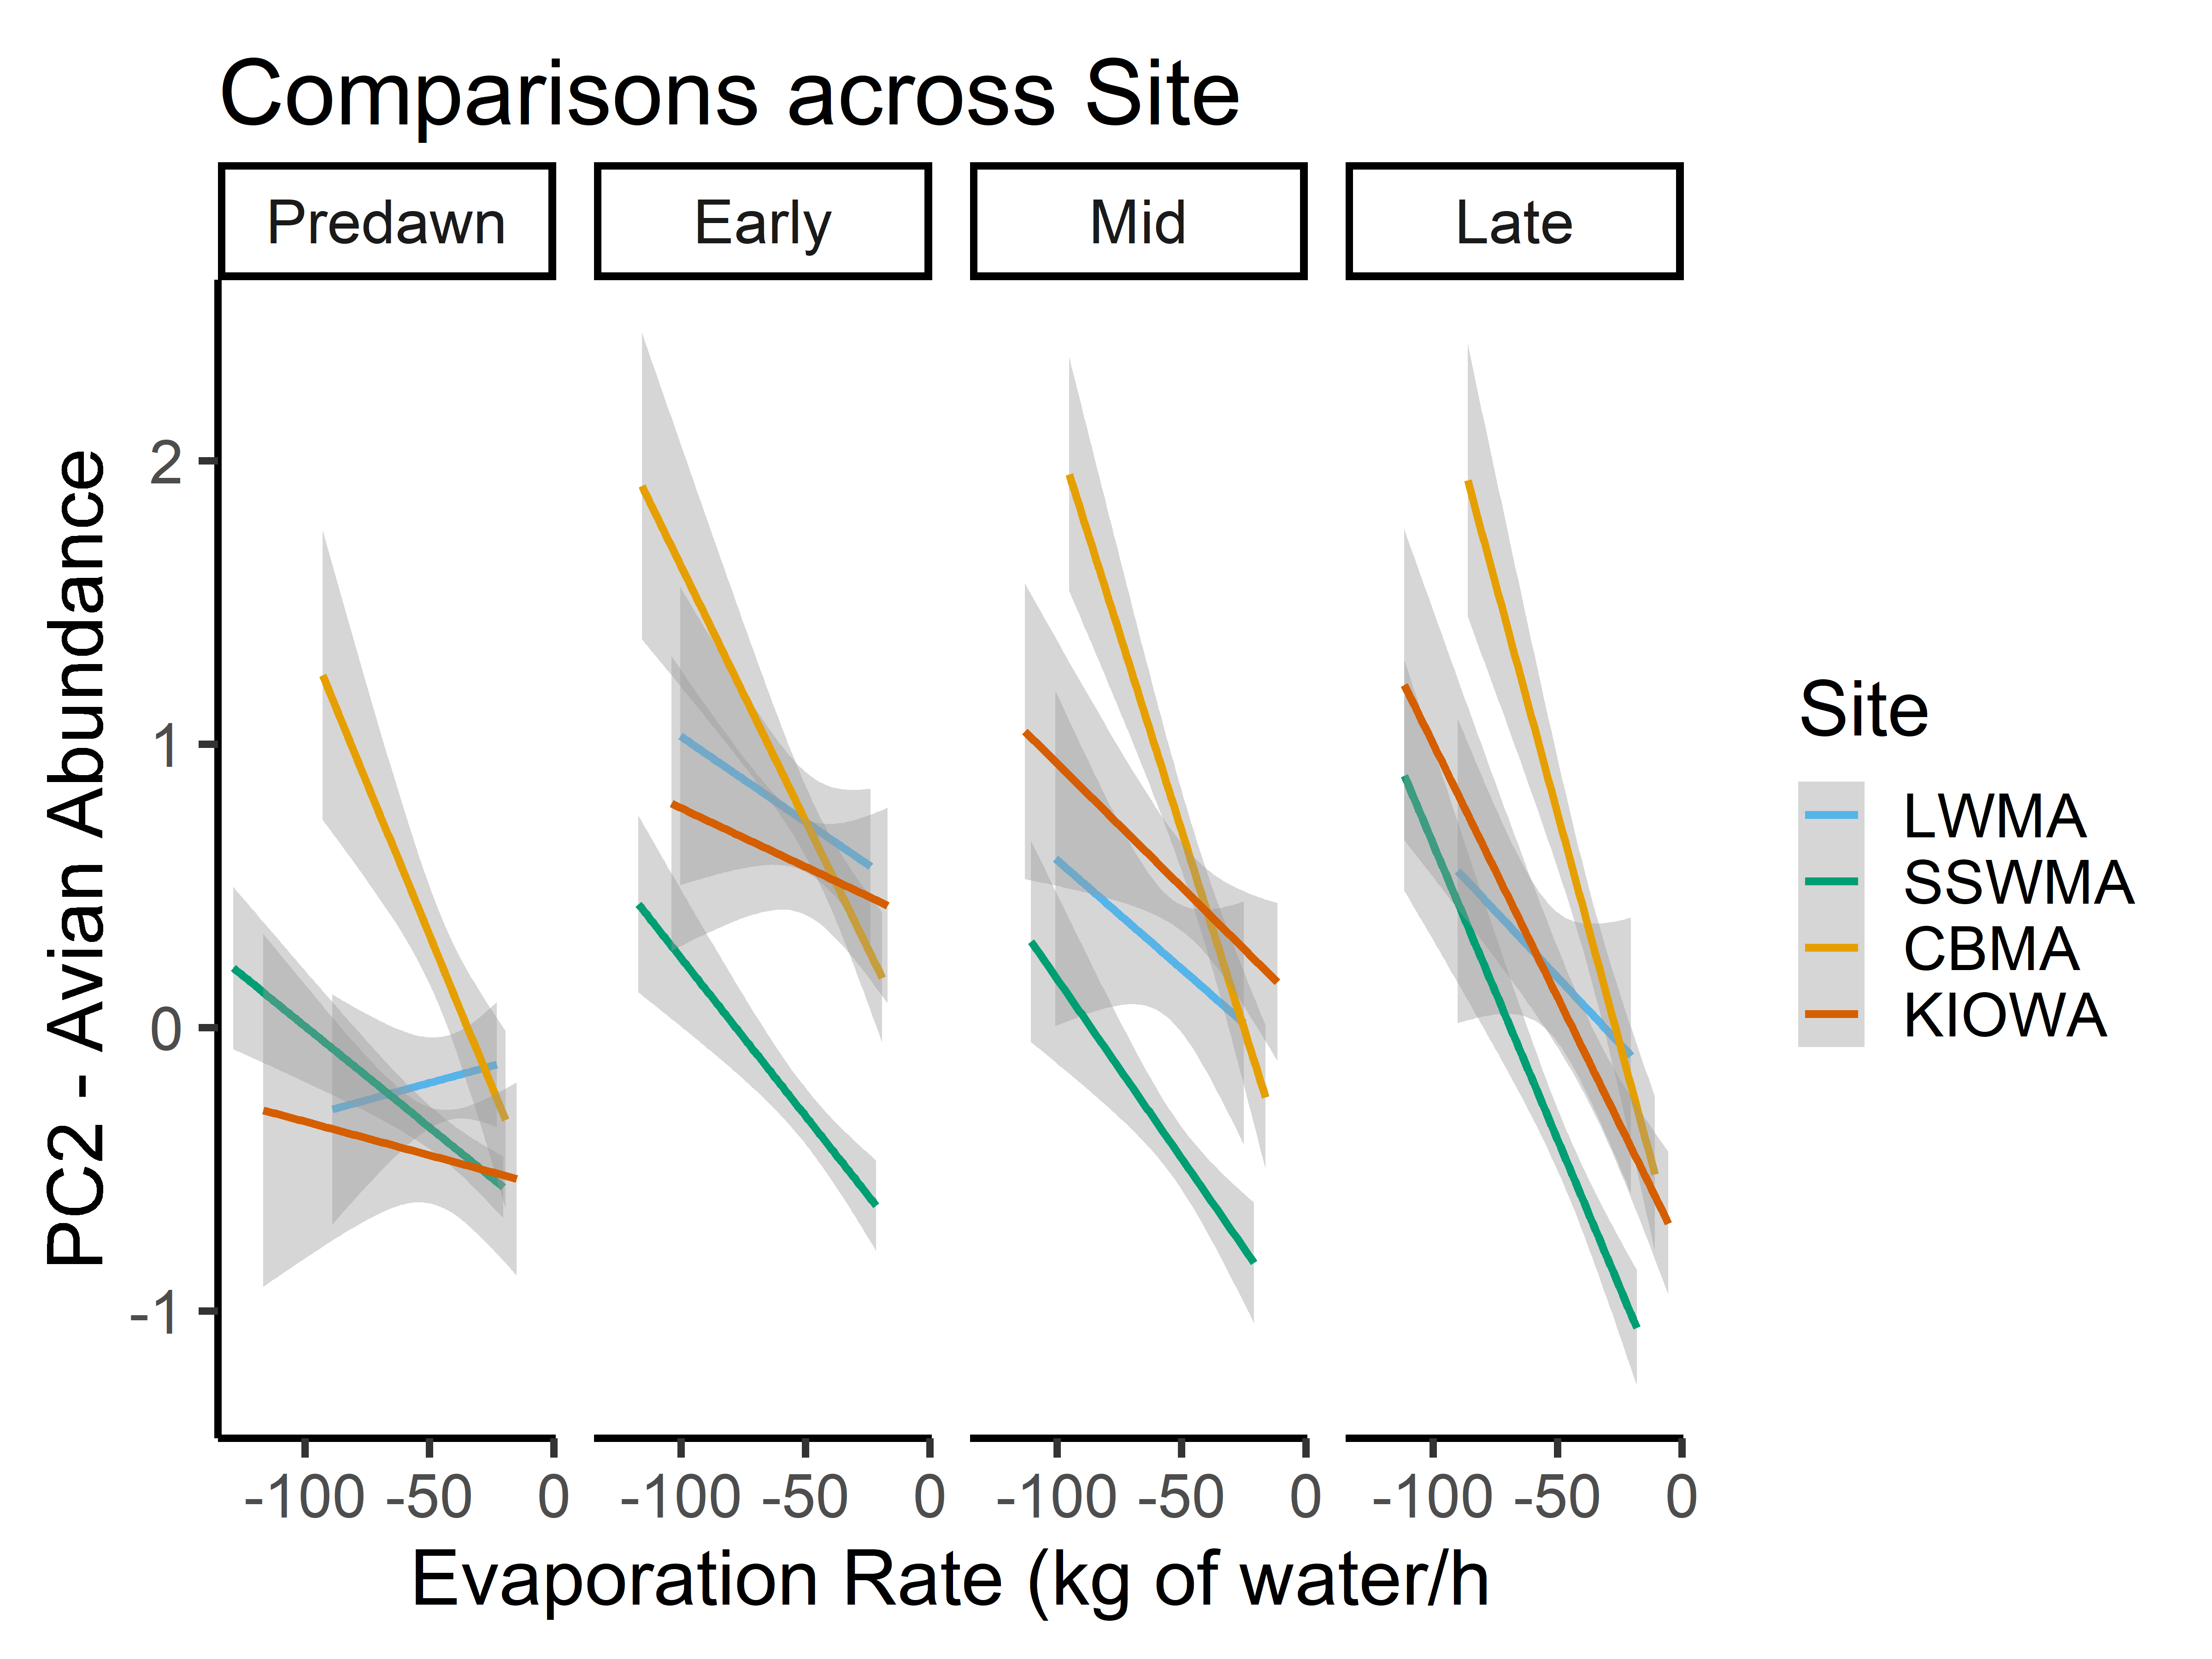 Comparisons across Site
Predawn Early Mid Late
PC2 - Avian Abundance
2
1
0
-1
-100 -50 0 -100 -50 0 -100 -50 0 -100 -50 0
Evaporation Rate (kg of water/h
Site
LWMA
SSWMA
CBMA
KIOWA